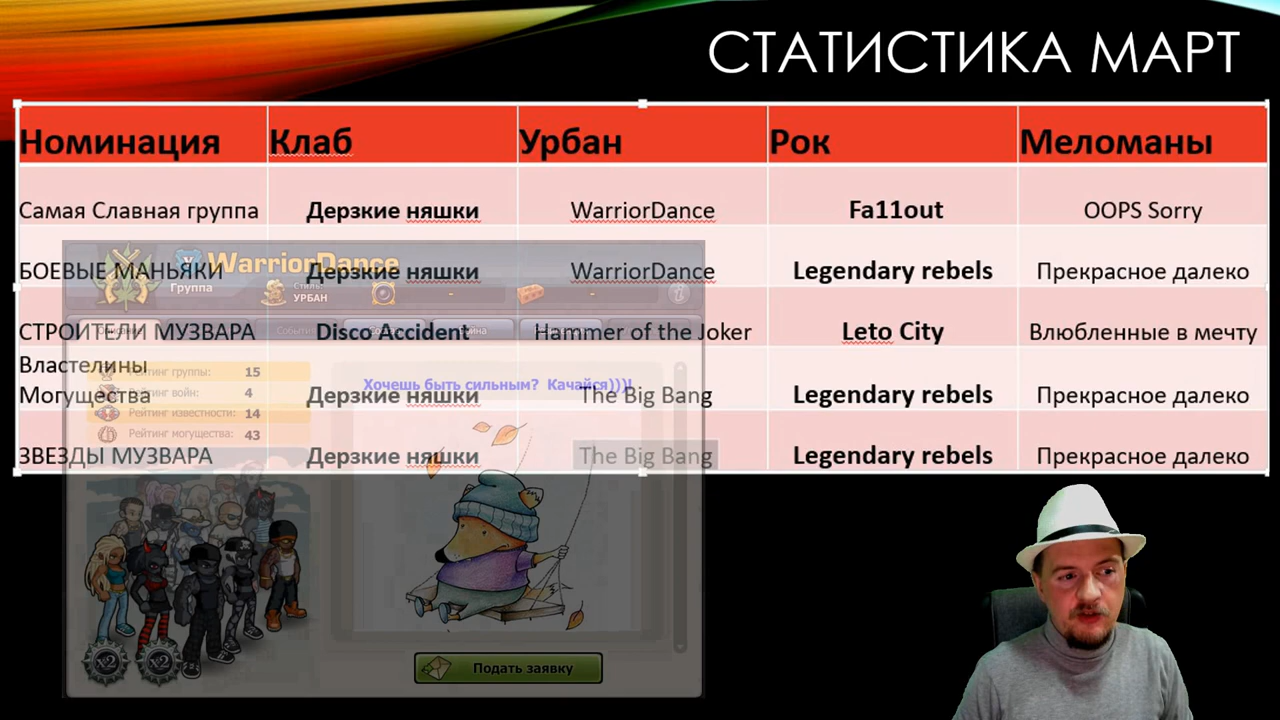 СТАТИСТИКА МАРТ
Номинация Клаб Урбан Рок Меломаны
Самая Славная группа Дерзкие няшки WarriorDance Fa11out OOPS Sorry
WarriorDance
БОЕВЫЕ МАНЬЯКИ Дерзкие няшки WarriorDance Legendary rebels Прекрасное далеко
Группа
Стиль:
УРБАН
СТРОИТЕЛИ МУЗВАРА Disco Accident Hammer of the Joker Leto City Влюбленные в мечту
События
Война
Властелины
Могущества Дерзкие няшки The Big Bang Legendary rebels Прекрасное далеко
Рейтинг группы: 15
Хочешь быть сильным? Качайся)))!
Рейтинг войн: 4
Рейтинг известности: 14
Рейтинг могущества: 43
ЗВЕЗДЫ МУЗВАРА Дерзкие няшки The Big Bang Legendary rebels Прекрасное далеко
x2 x2
Подать заявку